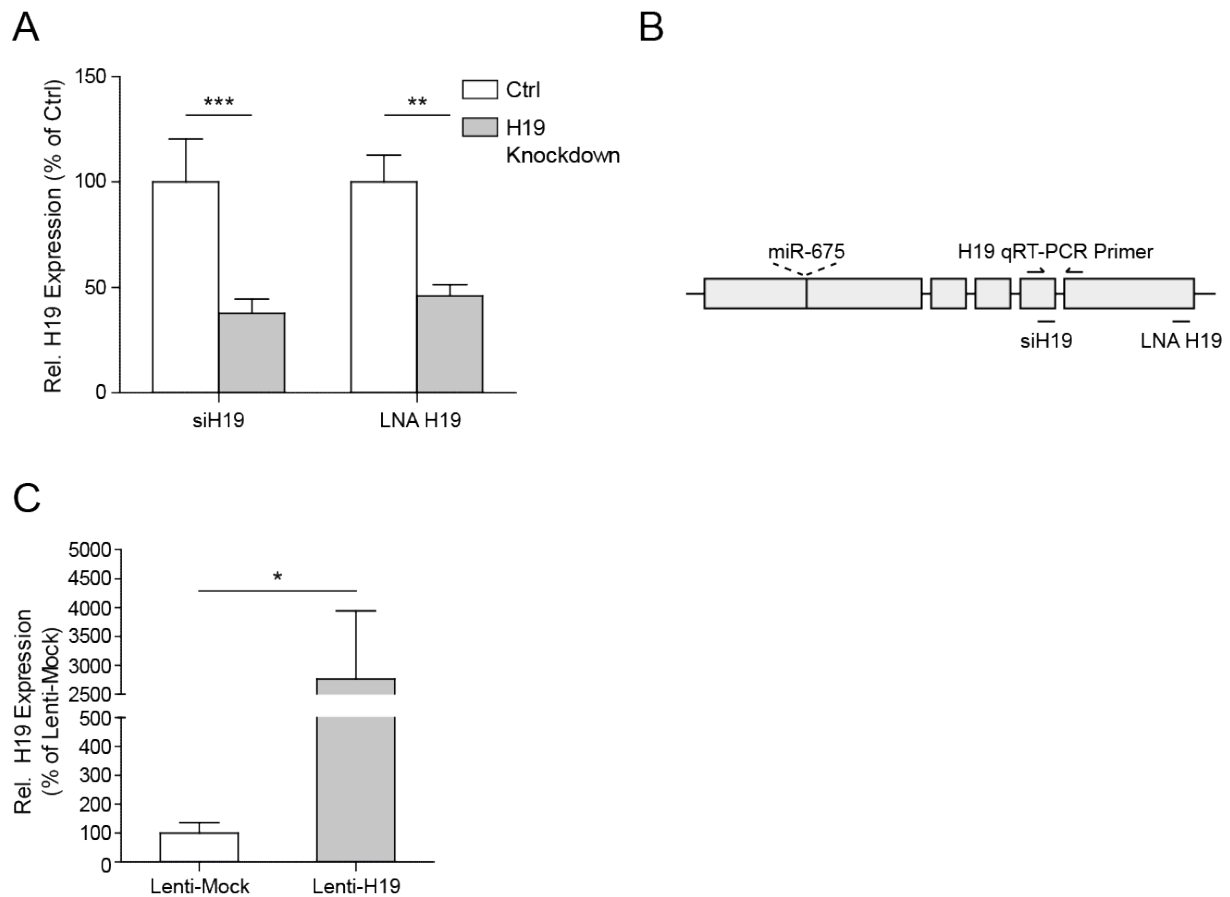 A
Rel. H19 Expression (% of Ctrl)
150
100
50
0
***
**
Ctrl
H19
Knockdown
siH19
LNA H19
B
miR-675
H19 qRT-PCR Primer
siH19
LNA H19
C
Rel. H19 Expression
(% of Lenti-Mock)
5000
4500
4000
3500
3000
2500
500
400
300
200
100
0
*
Lenti-Mock
Lenti-H19